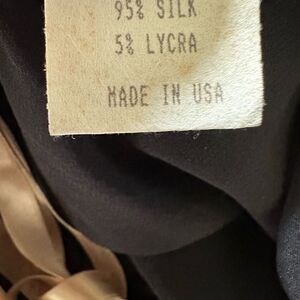 95% SILK
5% LYCRA
MADE IN USA